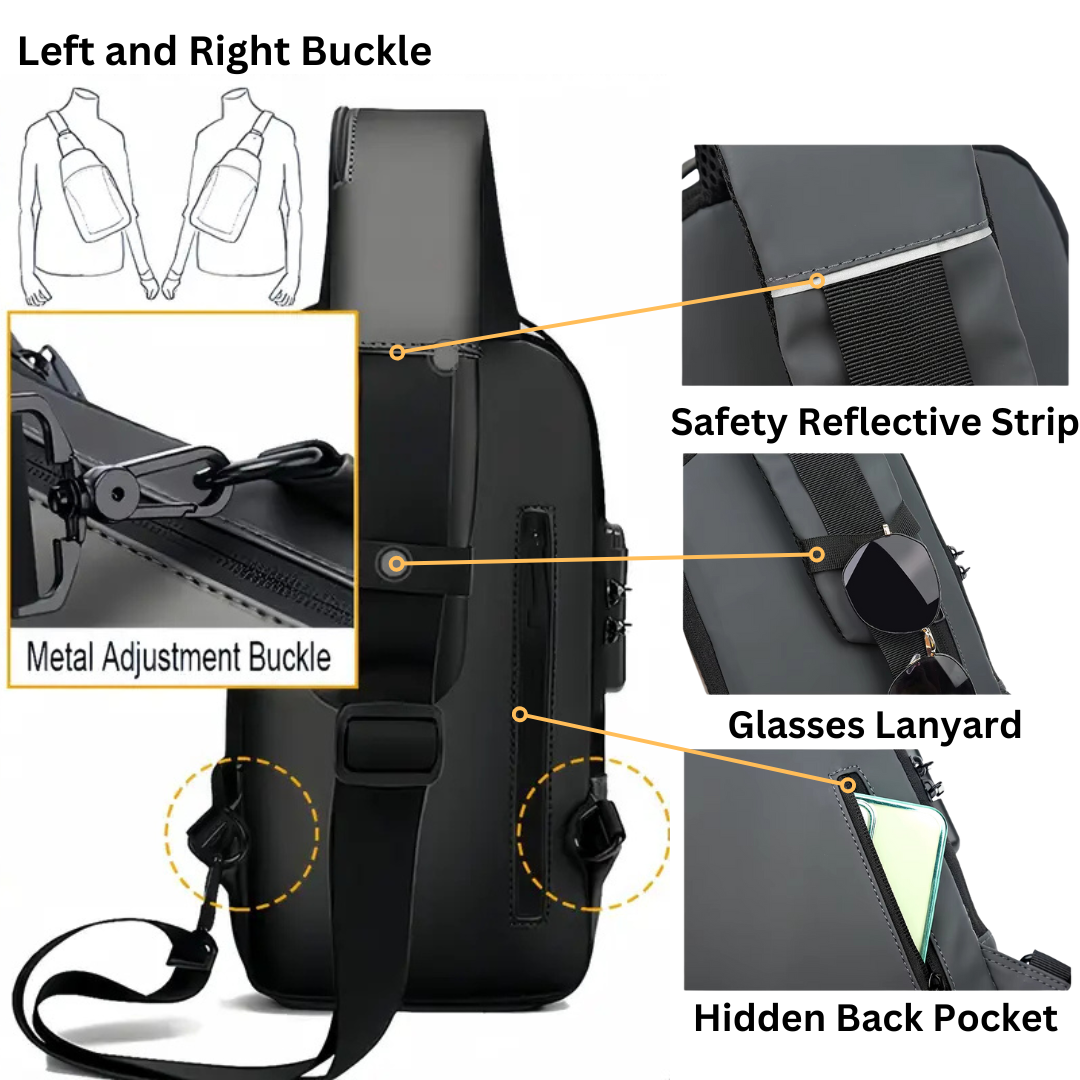 Left and Right Buckle
Metal Adjustment Buckle
Safety Reflective Strip
Glasses Lanyard
Hidden Back Pocket